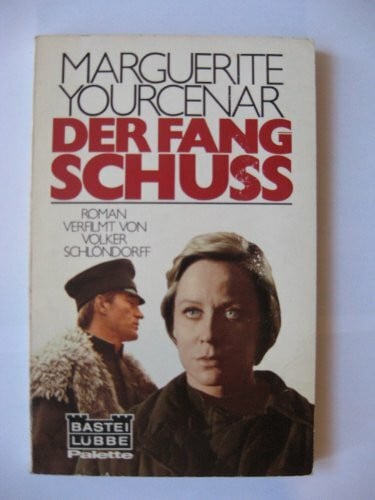 MARGUERITE
YOURCENAR
DER FANG
SCHUSS
ROMAN
VERFILMT VON
VOLKER
SCHLÖNDORFF
BASTEI
LÜBBE
Palette